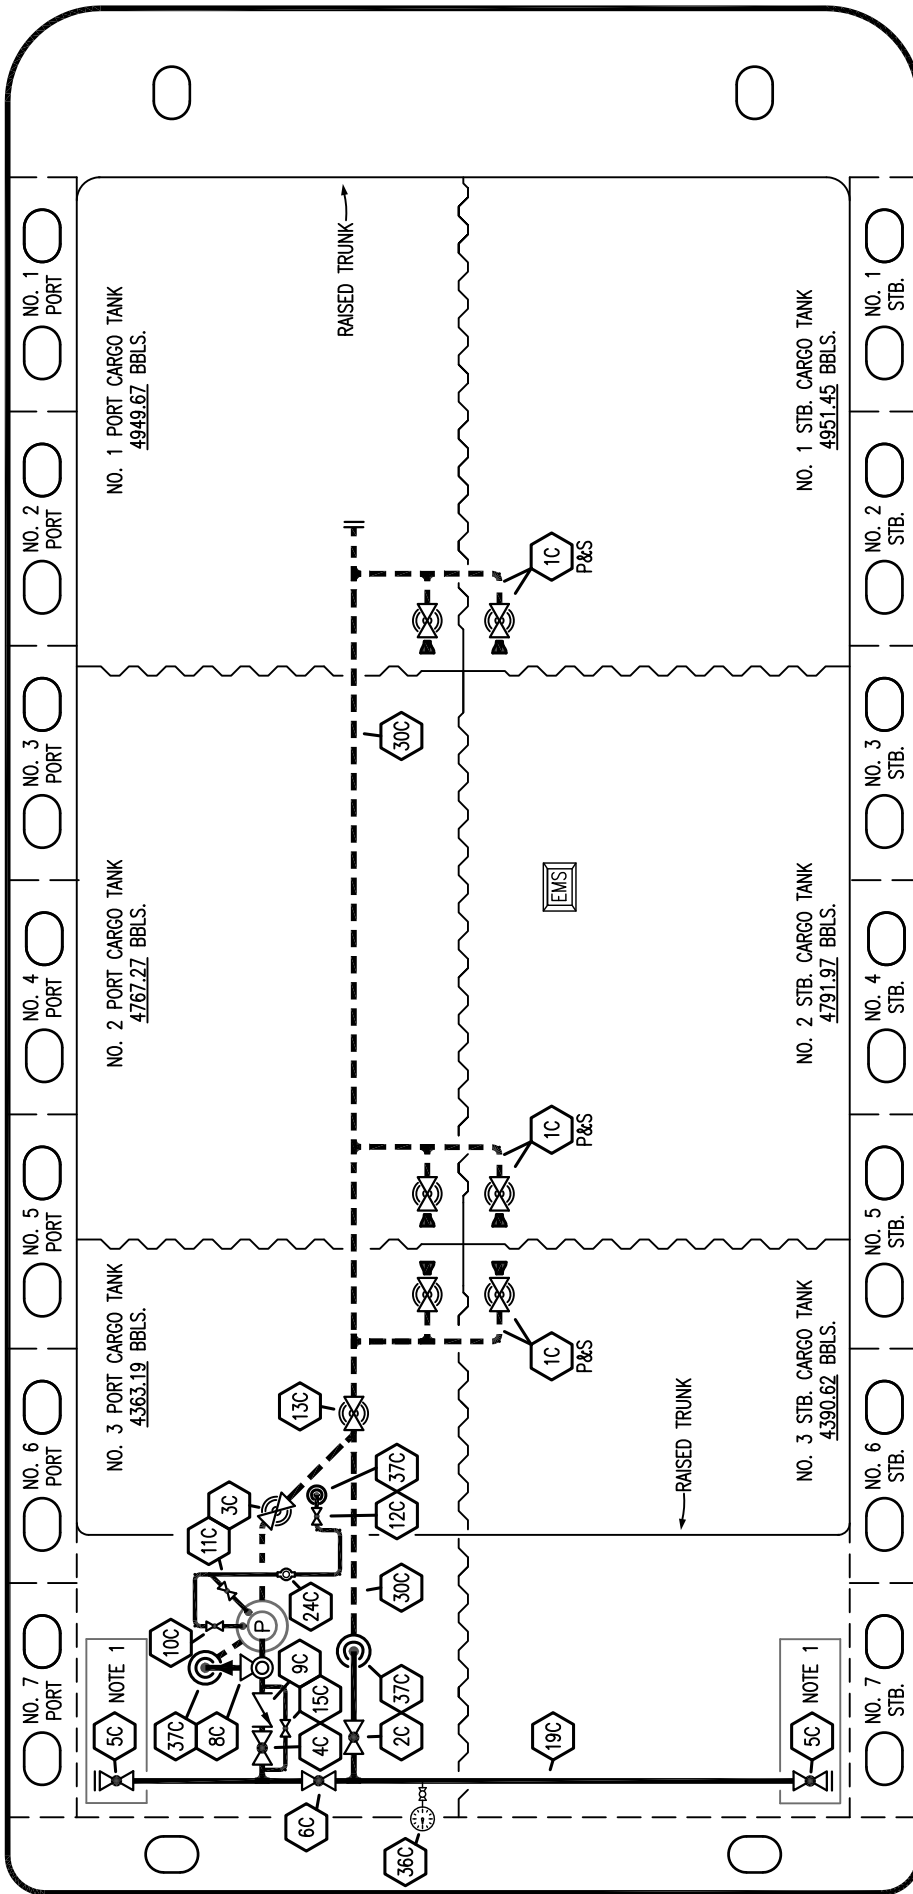 RAISED TRUNK
NO. 1
PORT
NO. 2
PORT
NO. 3
PORT
NO. 4
PORT
NO. 5
PORT
NO. 6
PORT
NO. 7
PORT
NO. 1 PORT CARGO TANK
4949.67 BBLS.
NO. 2 PORT CARGO TANK
4767.27 BBLS.
NO. 3 PORT CARGO TANK
4363.19 BBLS.
NO. 1 STB. CARGO TANK
4951.45 BBLS.
NO. 2 STB. CARGO TANK
4791.97 BBLS.
NO. 3 STB. CARGO TANK
4390.62 BBLS.
NO. 1
STB.
NO. 2
STB.
NO. 3
STB.
NO. 4
STB.
NO. 5
STB.
NO. 6
STB.
NO. 7
STB.
1C
P&S
30C
EMS
1C
P&S
1C
P&S
13C
RAISED TRUNK
3C
11C
37C
12C
10C
P
24C
30C
NOTE 1
5C
37C
8C
9C
15C
4C
37C
2C
19C
6C
36C
NOTE 1
5C